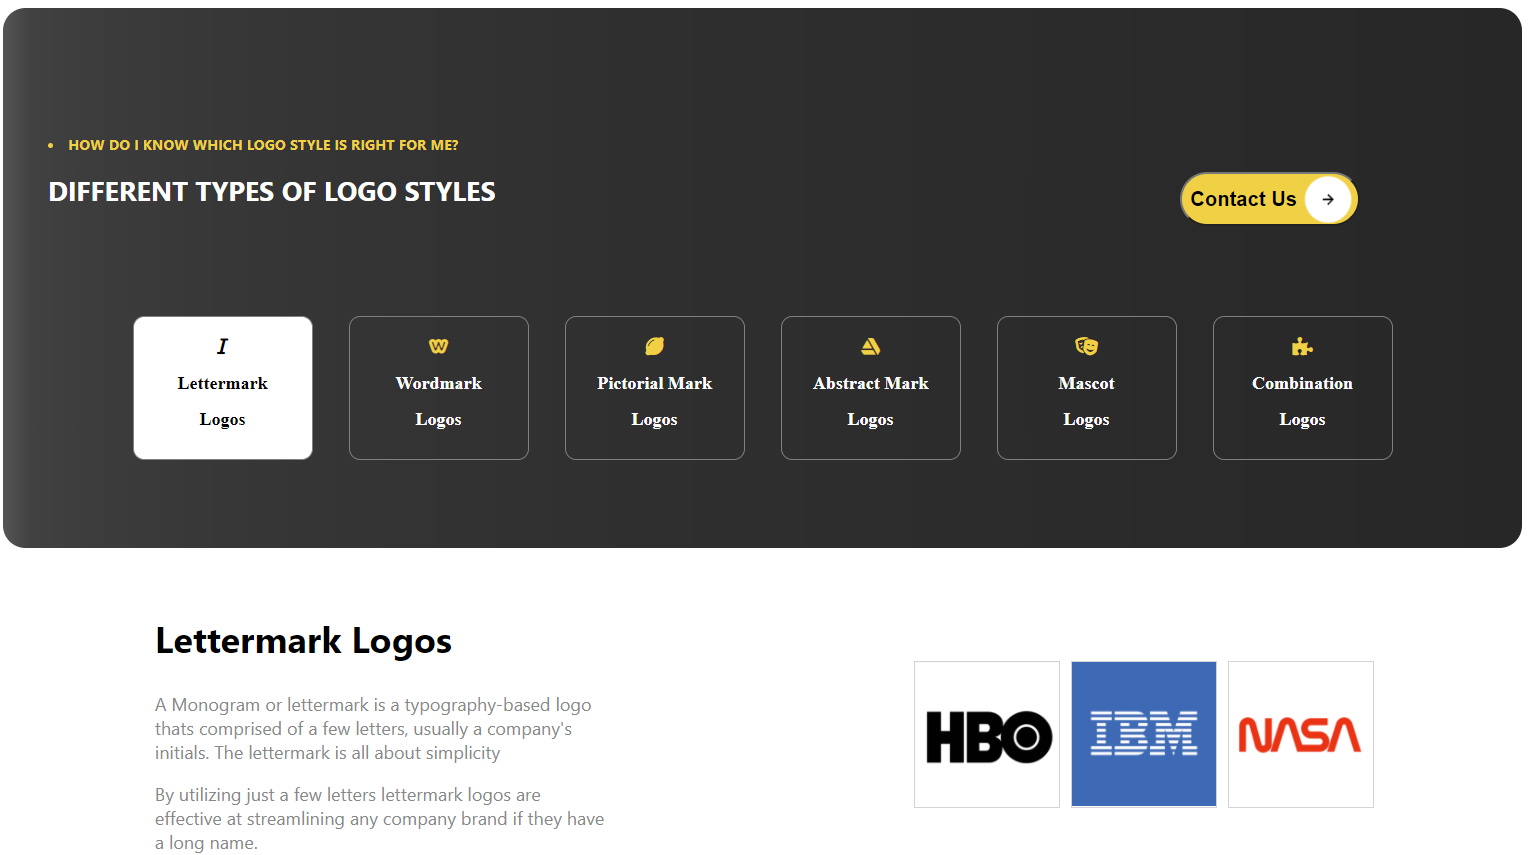 HOW DO I KNOW WHICH LOGO STYLE IS RIGHT FOR ME?
DIFFERENT TYPES OF LOGO STYLES
Contact Us
Lettermark
Logos
Wordmark
Logos
Pictorial Mark
Logos
Abstract Mark
Logos
Mascot
Logos
Combination
Logos
Lettermark Logos
A Monogram or lettermark is a typography-based logo
thats comprised of a few letters, usually a company's
initials. The lettermark is all about simplicity
By utilizing just a few letters lettermark logos are
effective at streamlining any company brand if they have
a long name.
HBO
IBM
NASA